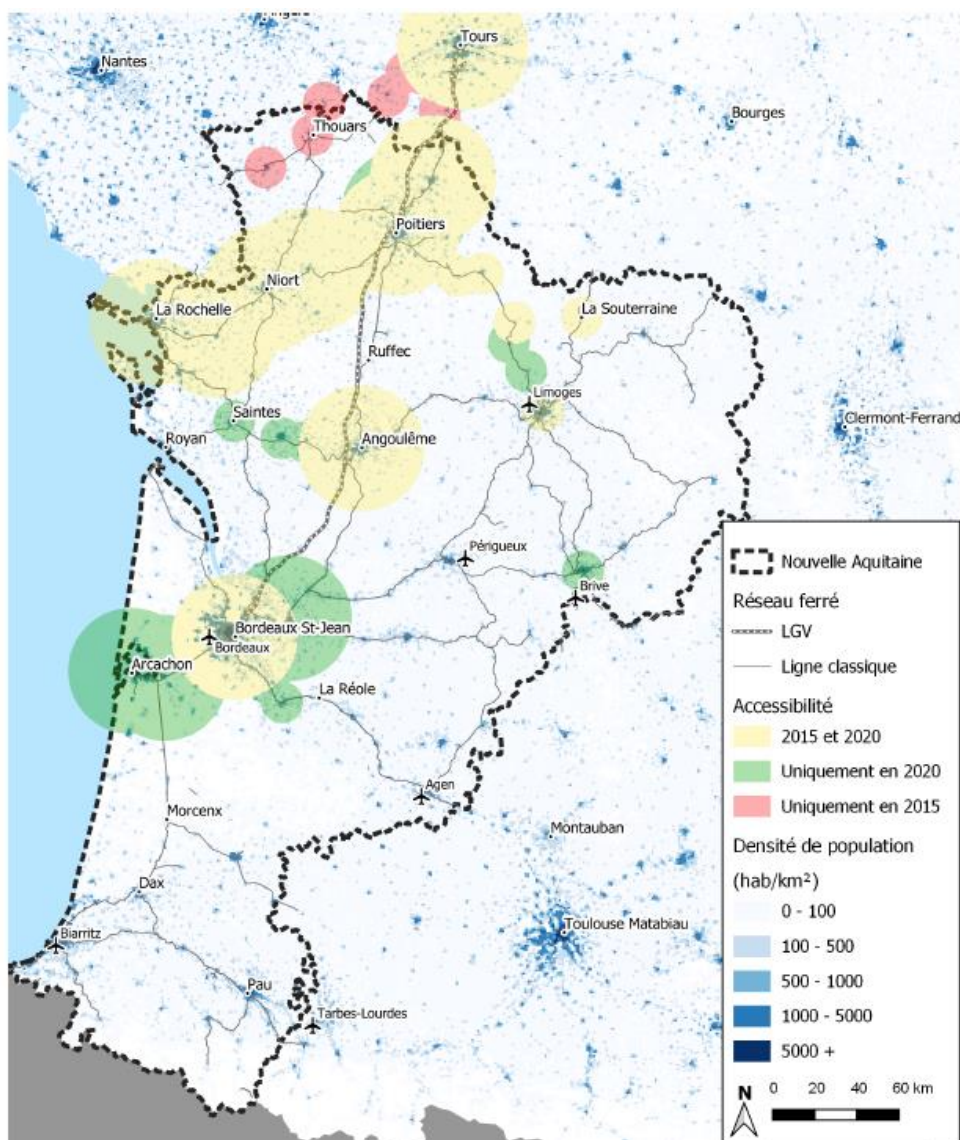 Angers
Tours
Nantes
Bourges
Thouars
Poitiers
Niort
La Rochelle
La Souterraine
Ruffec
Limoges
Saintes
Clermont-Ferrand
Royan
Angoulême
Périgueux
Brive
Bordeaux St-Jean
Bordeaux
Arcachon
La Réole
Agen
Morcenx
Montauban
Dax
Toulouse Matabiau
Biarritz
Pau
Tarbes-Lourdes
Nouvelle Aquitaine
Réseau ferré
LGV
Ligne classique
Accessibilité
2015 et 2020
Uniquement en 2020
Uniquement en 2015
Densité de population
(hab/km²)
0 - 100
100 - 500
500 - 1000
1000 - 5000
5000 +
N
0 20 40 60 km